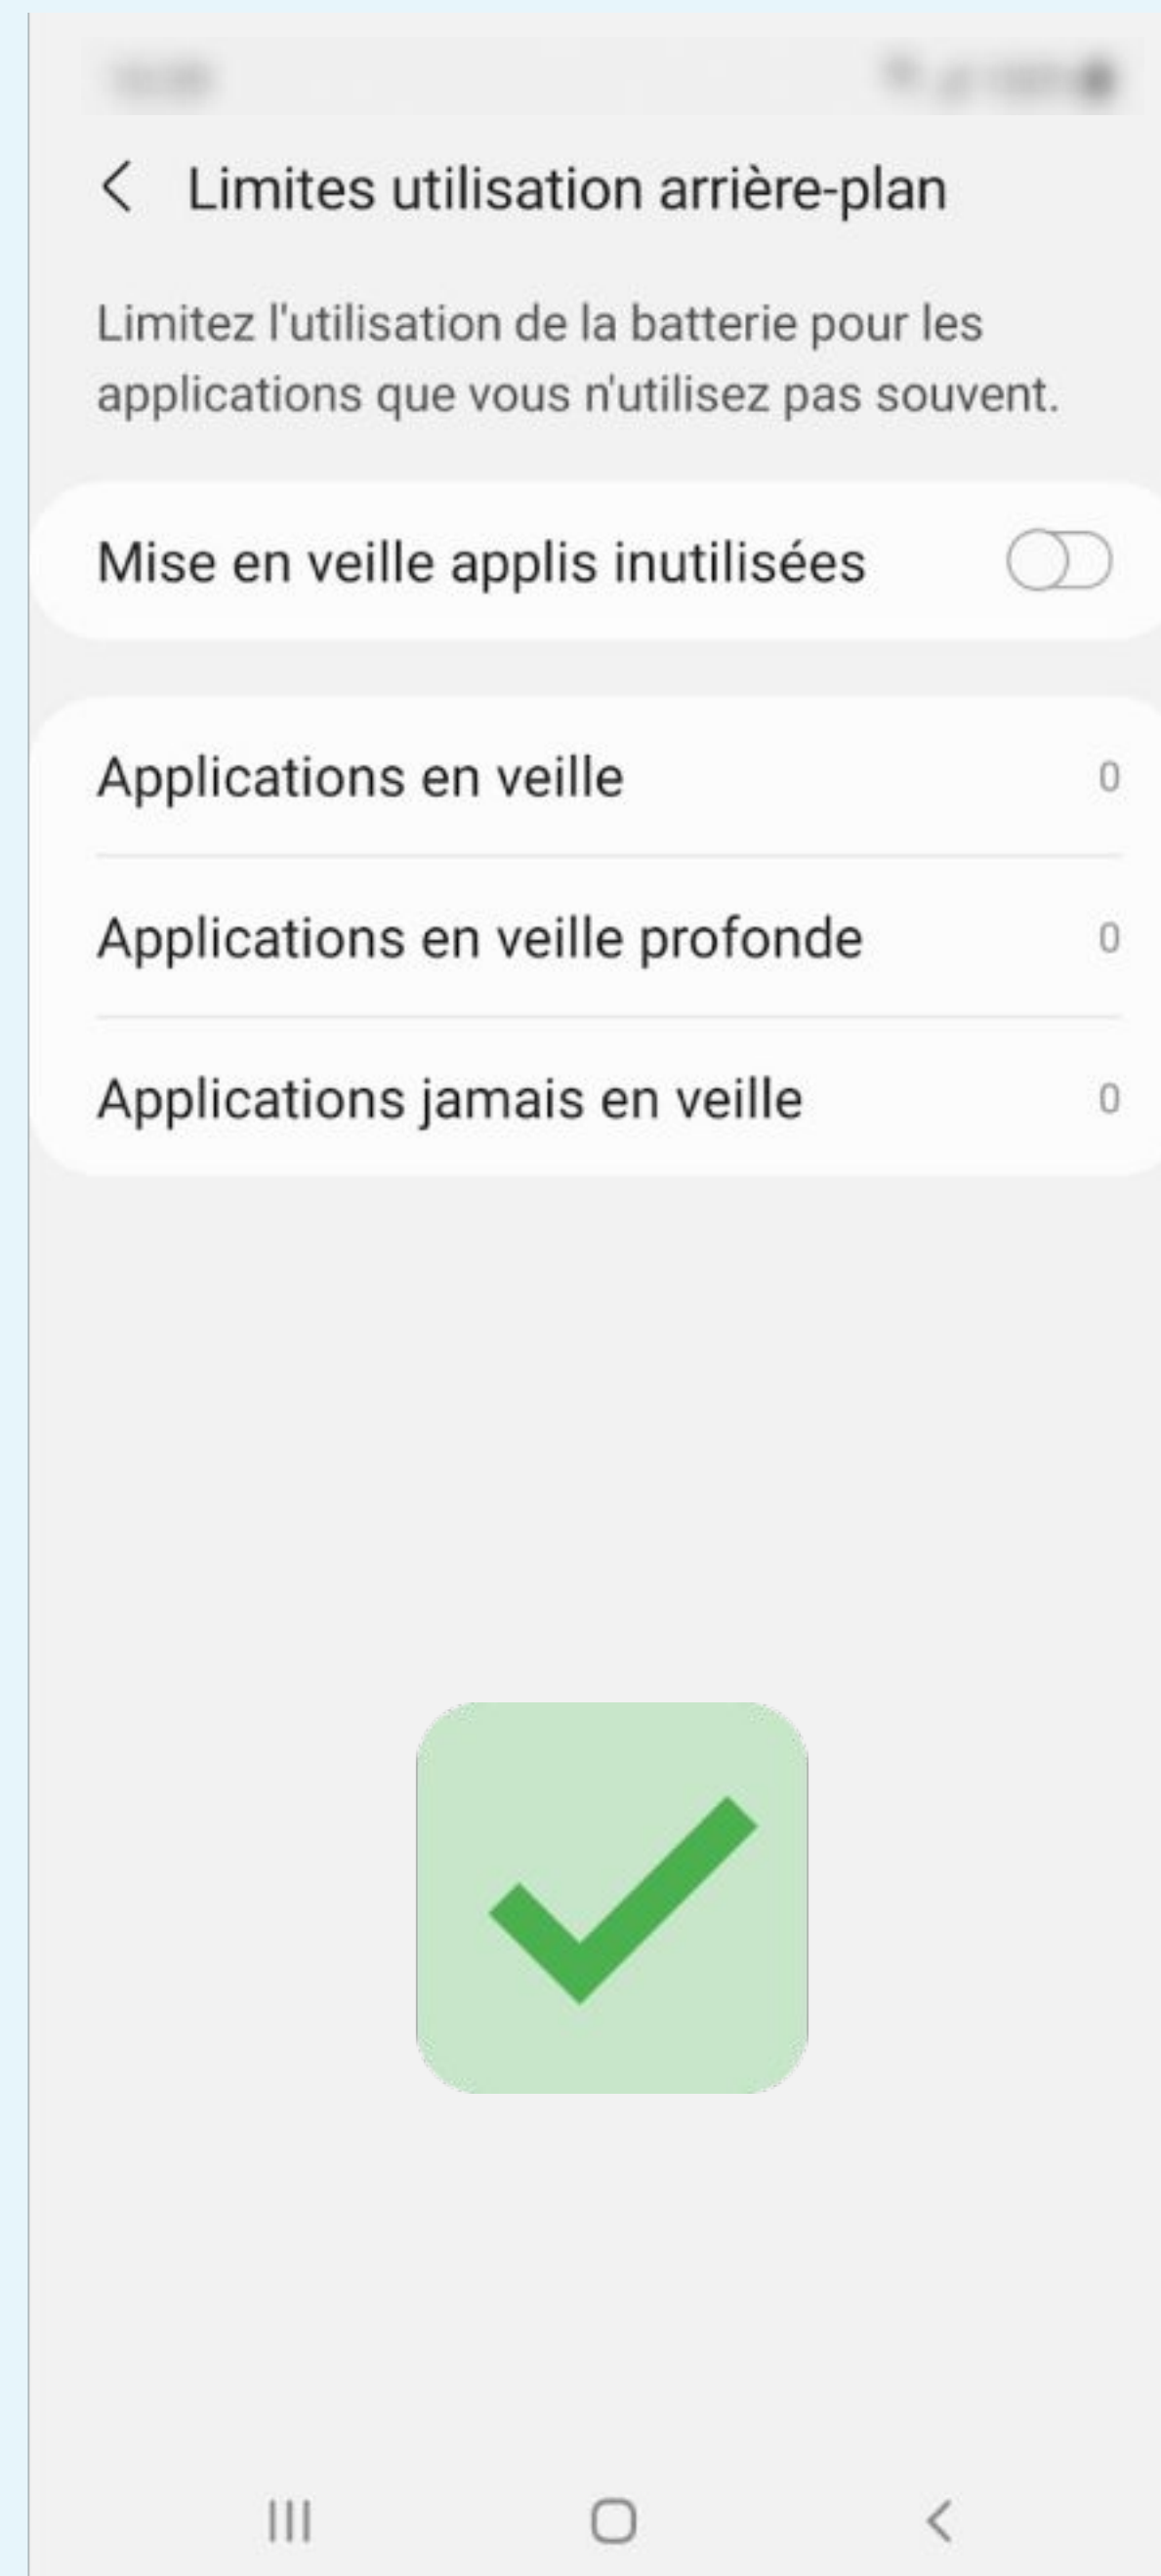 Limites utilisation arrière-plan
Limitez l'utilisation de la batterie pour les
applications que vous n'utilisez pas souvent.
Mise en veille applis inutilisées
Applications en veille 0
Applications en veille profonde 0
Applications jamais en veille 0